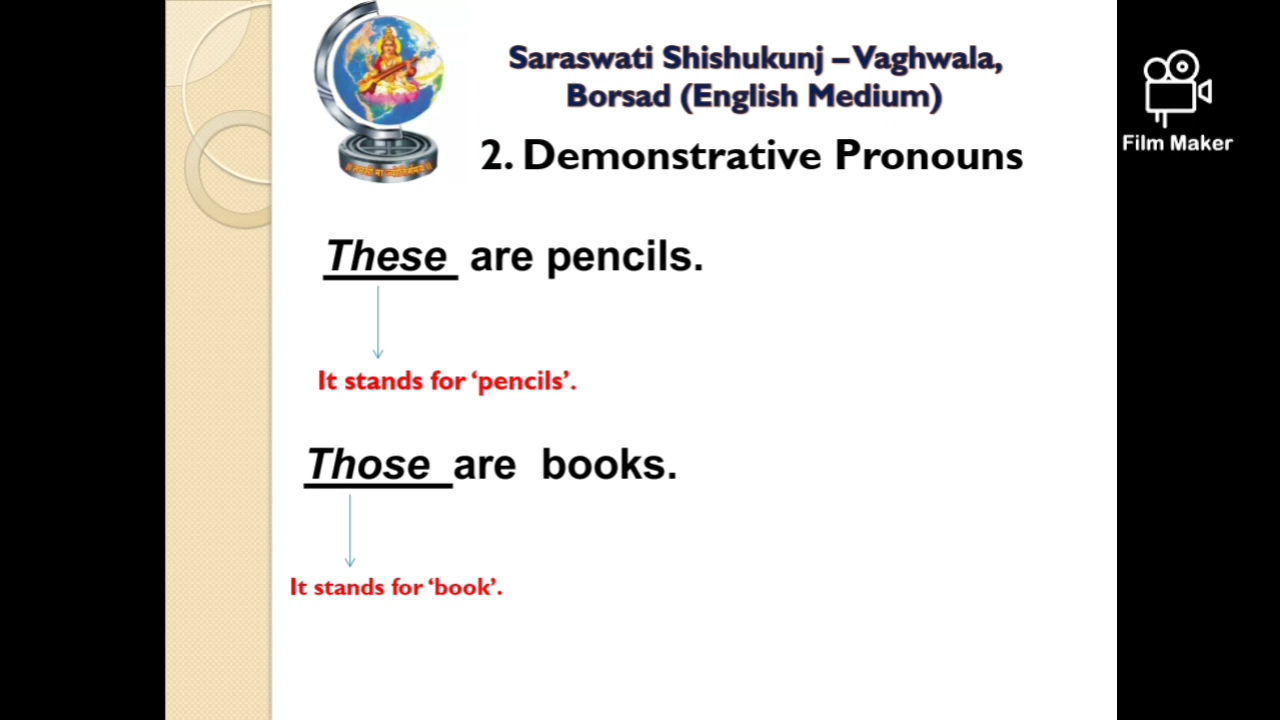 Saraswati Shishukunj – Vaghwala,
Borsad (English Medium)
2. Demonstrative Pronouns
Film Maker
These are pencils.
It stands for ‘pencils’.
Those are books.
It stands for ‘book’.